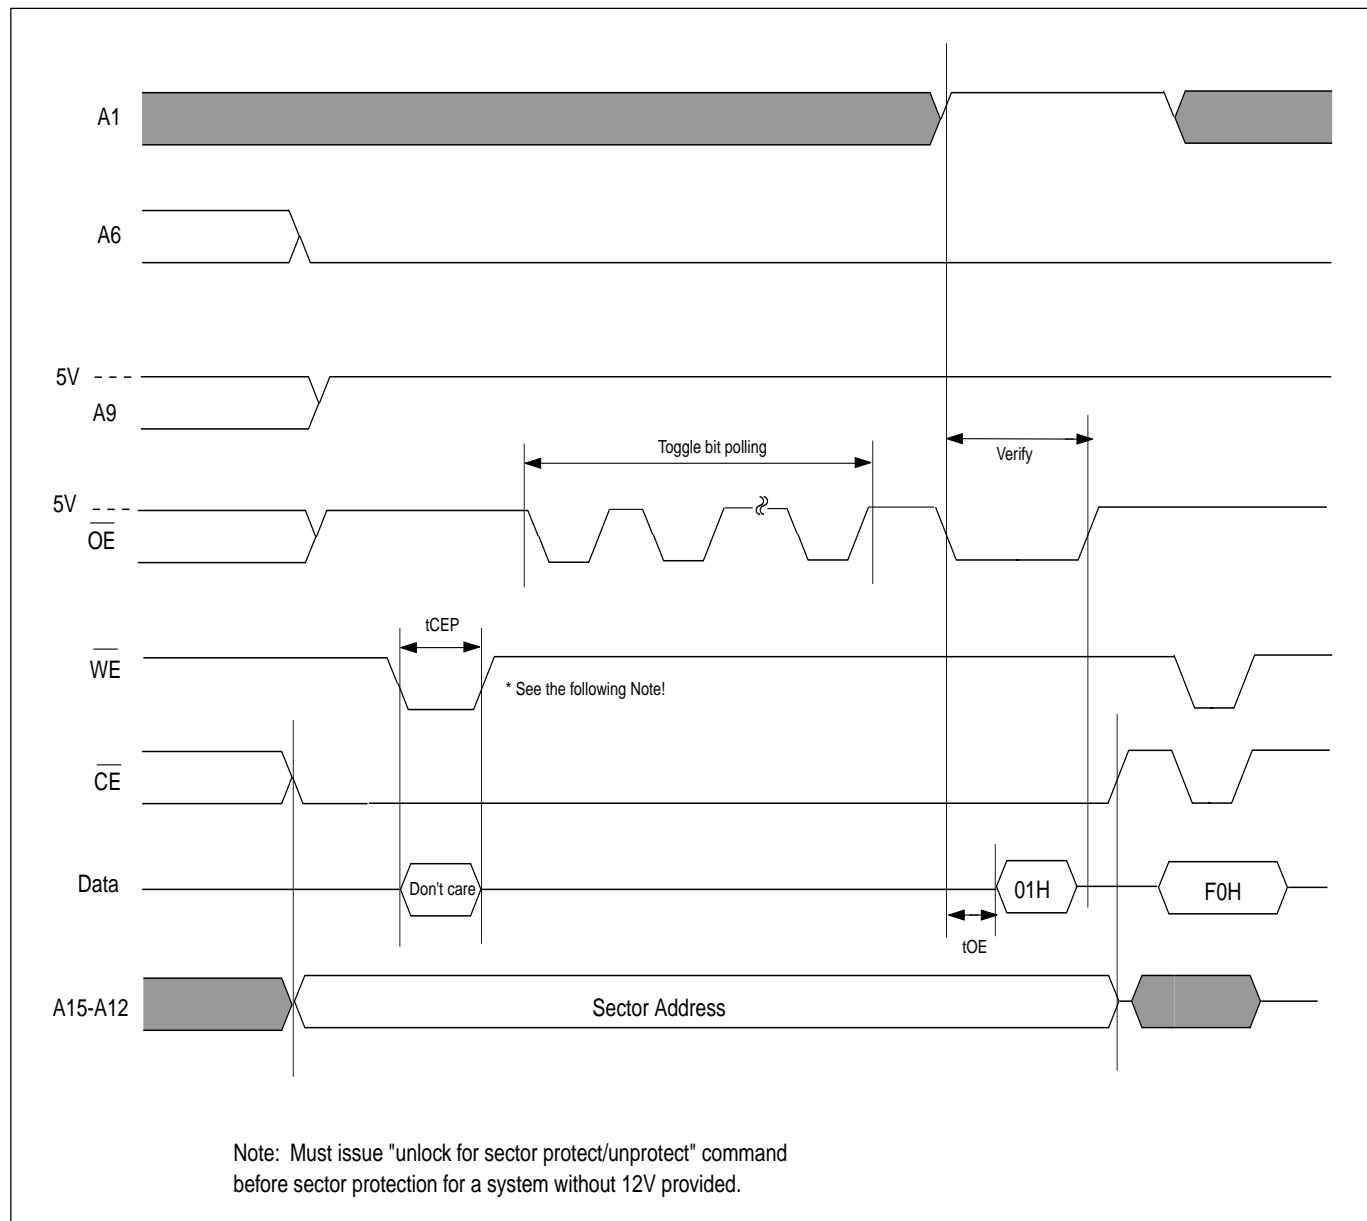 A1
A6
5V
A9
Toggle bit polling
Verify
5V
OE
tCEP
WE
* See the following Note!
CE
Data
Don't care
01H
F0H
tOE
A15-A12
Sector Address
Note: Must issue "unlock for sector protect/unprotect" command
before sector protection for a system without 12V provided.